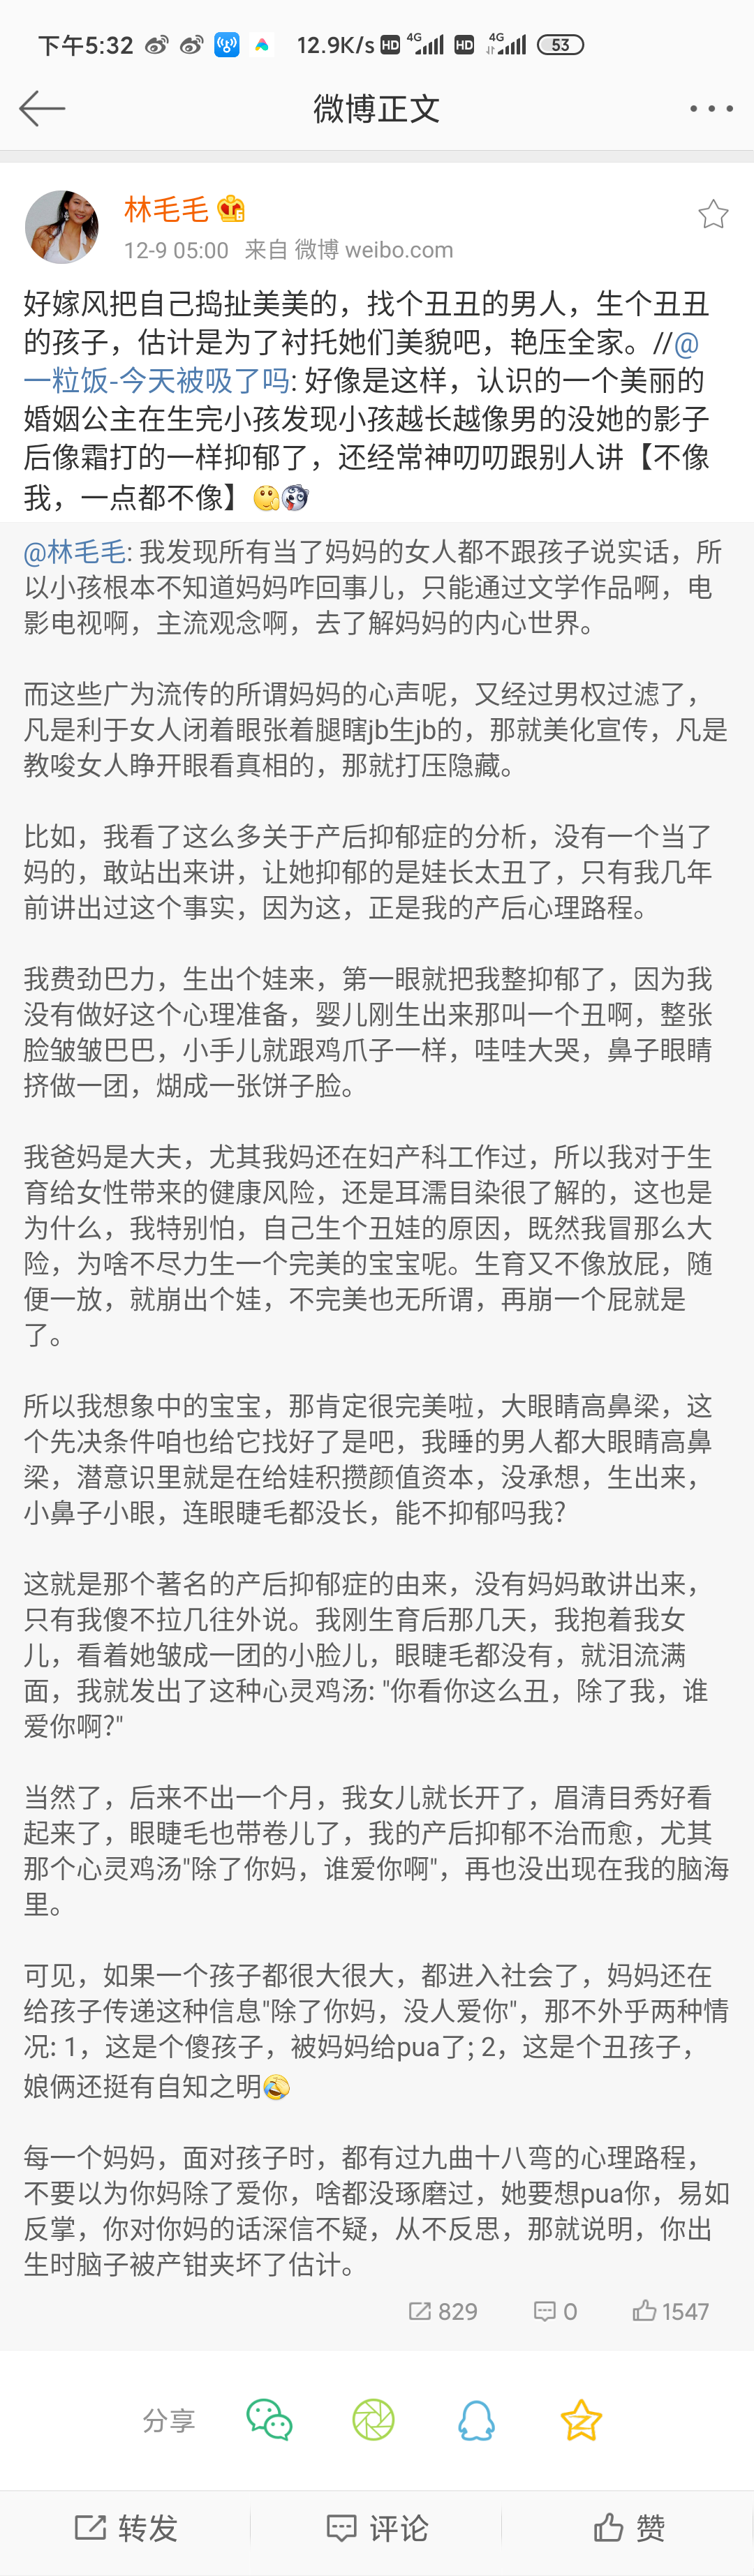 下午5:32 12.9K/s HD 4G HD 4G 53
微博正文
林毛毛
12-9 05:00 来自 微博 weibo.com
好嫁风把自己捣扯美美的，找个丑丑的男人，生个丑丑
的孩子，估计是为了衬托她们美貌吧，艳压全家。//@
一粒饭-今天被吸了吗: 好像是这样，认识的一个美丽的
婚姻公主在生完小孩发现小孩越长越像男的没她的影子
后像霜打的一样抑郁了，还经常神叨叨跟别人讲【不像
我，一点都不像】
@林毛毛: 我发现所有当了妈妈的女人都不跟孩子说实话，所
以小孩根本不知道妈妈咋回事儿，只能通过文学作品啊，电
影电视啊，主流观念啊，去了解妈妈的内心世界。
而这些广为流传的所谓妈妈的心声呢，又经过男权过滤了，
凡是利于女人闭着眼张着腿瞎jb生jb的，那就美化宣传，凡是
教唆女人睁开眼看真相的，那就打压隐藏。
比如，我看了这么多关于产后抑郁症的分析，没有一个当了
妈的，敢站出来讲，让她抑郁的是娃长太丑了，只有我几年
前讲出过这个事实，因为这，正是我的产后心理路程。
我费劲巴力，生出个娃来，第一眼就把我整抑郁了，因为我
没有做好这个心理准备，婴儿刚生出来那叫一个丑啊，整张
脸皱皱巴巴，小手儿就跟鸡爪子一样，哇哇大哭，鼻子眼睛
挤做一团，煳成一张饼子脸。
我爸妈是大夫，尤其我妈还在妇产科工作过，所以我对于生
育给女性带来的健康风险，还是耳濡目染很了解的，这也是
为什么，我特别怕，自己生个丑娃的原因，既然我冒那么大
险，为啥不尽力生一个完美的宝宝呢。生育又不像放屁，随
便一放，就崩出个娃，不完美也无所谓，再崩一个屁就是
了。
所以我想象中的宝宝，那肯定很完美啦，大眼睛高鼻梁，这
个先决条件咱也给它找好了是吧，我睡的男人都大眼睛高鼻
梁，潜意识里就是在给娃积攒颜值资本，没承想，生出来，
小鼻子小眼，连眼睫毛都没长，能不抑郁吗我?
这就是那个著名的产后抑郁症的由来，没有妈妈敢讲出来，
只有我傻不拉几往外说。我刚生育后那几天，我抱着我女
儿，看着她皱成一团的小脸儿，眼睫毛都没有，就泪流满
面，我就发出了这种心灵鸡汤: "你看你这么丑，除了我，谁
爱你啊?"
当然了，后来不出一个月，我女儿就长开了，眉清目秀好看
起来了，眼睫毛也带卷儿了，我的产后抑郁不治而愈，尤其
那个心灵鸡汤"除了你妈，谁爱你啊"，再也没出现在我的脑海
里。
可见，如果一个孩子都很大很大，都进入社会了，妈妈还在
给孩子传递这种信息"除了你妈，没人爱你"，那不外乎两种情
况: 1，这是个傻孩子，被妈妈给pua了; 2，这是个丑孩子，
娘俩还挺有自知之明
每一个妈妈，面对孩子时，都有过九曲十八弯的心理路程，
不要以为你妈除了爱你，啥都没琢磨过，她要想pua你，易如
反掌，你对你妈的话深信不疑，从不反思，那就说明，你出
生时脑子被产钳夹坏了估计。
829 0 1547
分享
转发 评论 赞